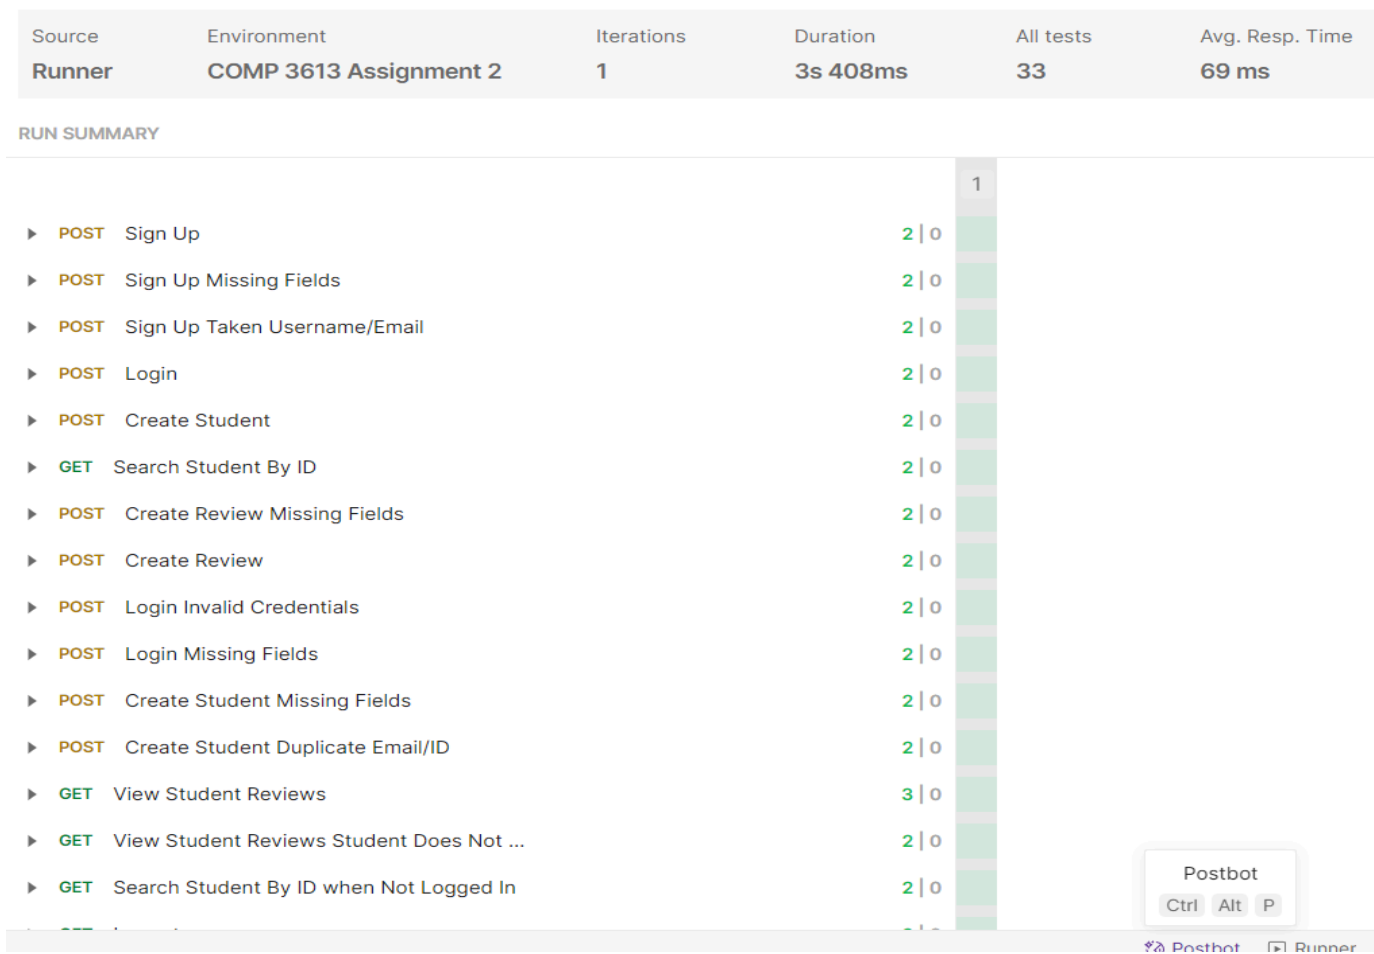 Source Environment Iterations Duration All tests Avg. Resp. Time
Runner COMP 3613 Assignment 2 1 3s 408ms 33 69 ms
RUN SUMMARY
1
POST Sign Up 2 | 0
POST Sign Up Missing Fields 2 | 0
POST Sign Up Taken Username/Email 2 | 0
POST Login 2 | 0
POST Create Student 2 | 0
GET Search Student By ID 2 | 0
POST Create Review Missing Fields 2 | 0
POST Create Review 2 | 0
POST Login Invalid Credentials 2 | 0
POST Login Missing Fields 2 | 0
POST Create Student Missing Fields 2 | 0
POST Create Student Duplicate Email/ID 2 | 0
GET View Student Reviews 3 | 0
GET View Student Reviews Student Does Not ... 2 | 0
GET Search Student By ID when Not Logged In 2 | 0
Postbot
Ctrl Alt P
Postbot Runner